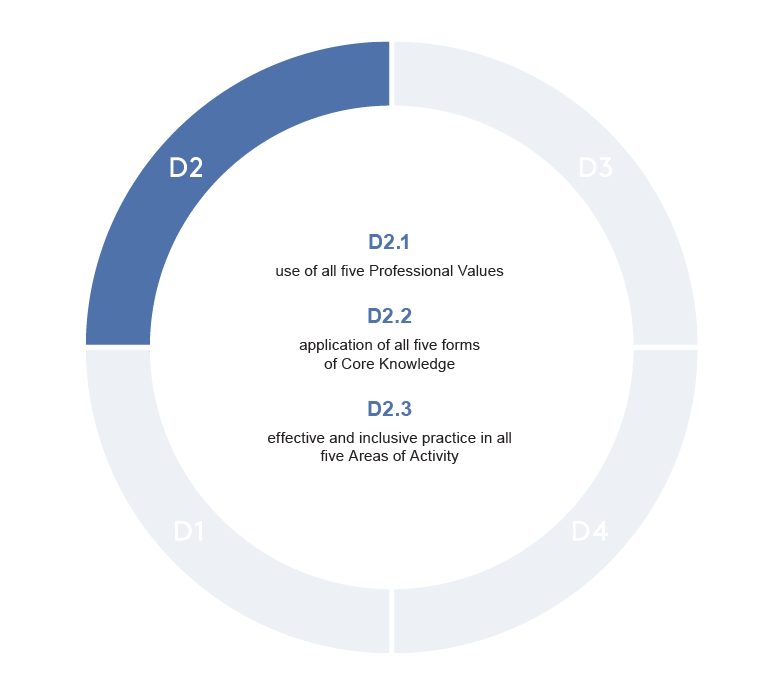 D2
D3
D2.1
use of all five Professional Values
D2.2
application of all five forms
of Core Knowledge
D2.3
effective and inclusive practice in all
five Areas of Activity
D1
D4